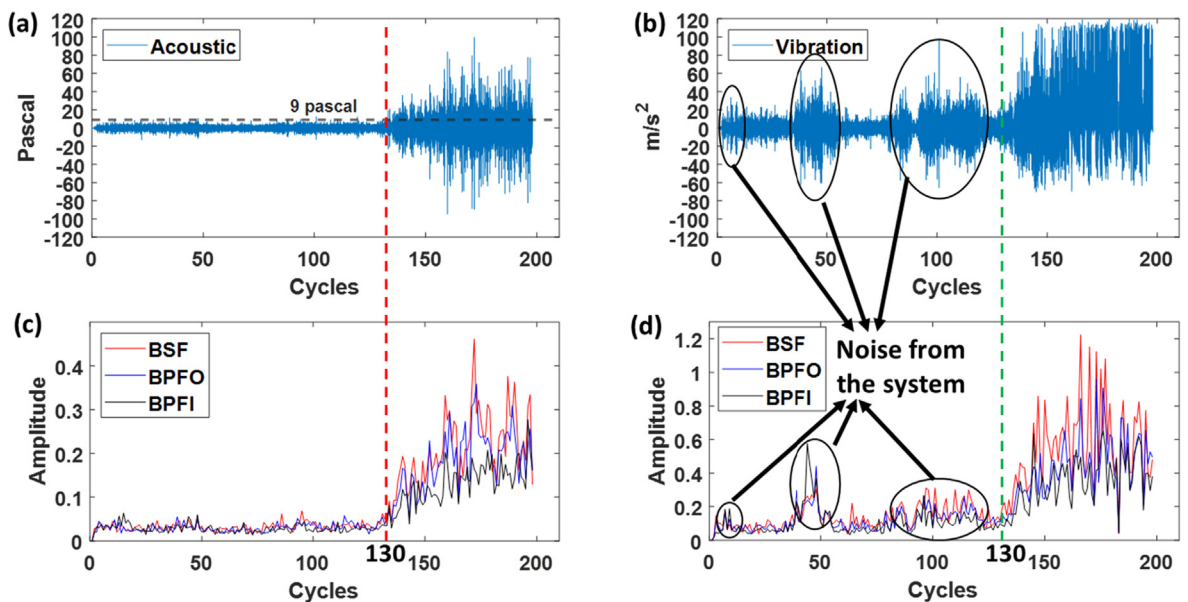 (a)
120
100
80
60
40
20
0
-20
-40
-60
-80
-100
-120
Pascal
Acoustic
9 pascal
0 50 100 150 200
Cycles
(b)
120
100
80
60
40
20
0
-20
-40
-60
-80
-100
-120
m/s²
Vibration
0 50 100 150 200
Cycles
Noise from
the system
(c)
0.4
0.3
0.2
0.1
0
Amplitude
BSF
BPFO
BPFI
130
0 50 100 150 200
Cycles
(d)
1.2
1
0.8
0.6
0.4
0.2
0
Amplitude
BSF
BPFO
BPFI
130
0 50 100 150 200
Cycles